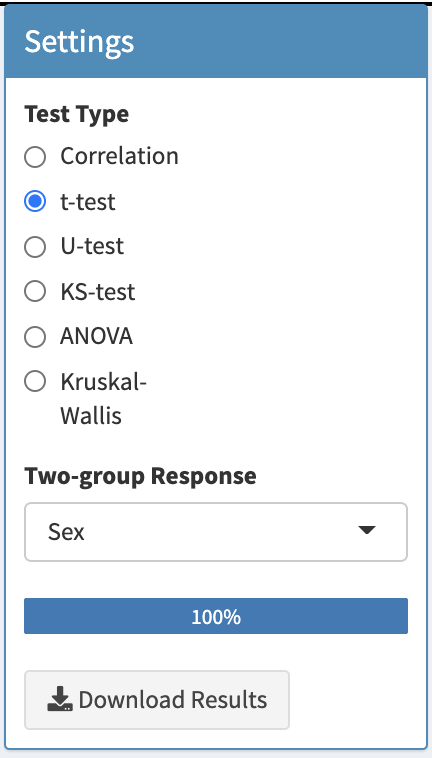 Settings
Test Type
Correlation
t-test
U-test
KS-test
ANOVA
Kruskal-
Wallis
Two-group Response
Sex
100%
Download Results